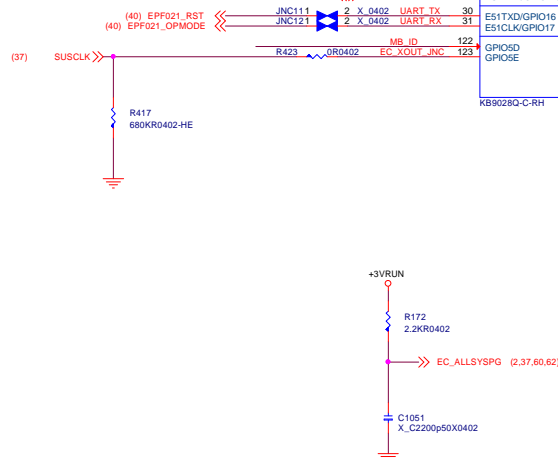 (40) EPF021_RST JNC111 2 X_0402 UART_TX 30 E51TXD/GPIO16
(40) EPF021_OPMODE JNC121 2 X_0402 UART_RX 31 E51CLK/GPIO17
MB_ID 122 GPIO5D
(37) SUSCLK R423 0R0402 EC_XOUT_JNC 123 GPIO5E
KB9028Q-C-RH
R417
680KR0402-HE
+3VRUN
R172
2.2KR0402
EC_ALLSYSPG (2,37,60,62)
C1051
X_C2200p50X0402